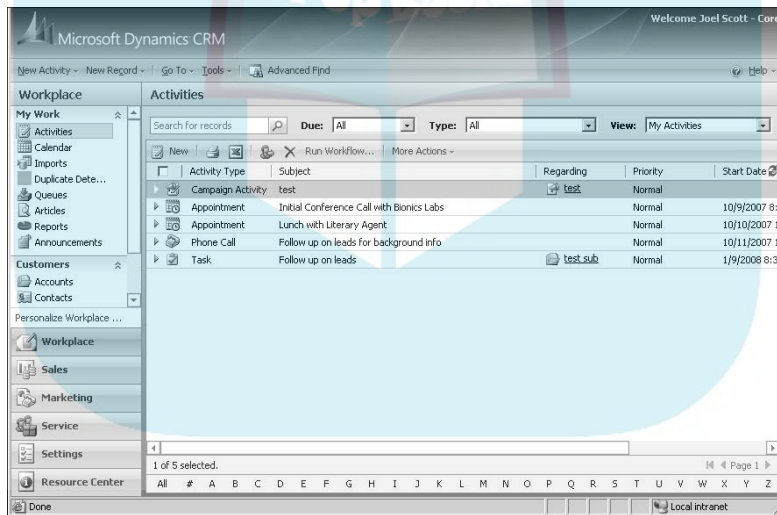 Welcome Joel Scott - Coro
Microsoft Dynamics CRM
New Activity New Record Go To Tools Advanced Find Help
Workplace
Activities
My Work
Activities
Calendar
Imports
Duplicate Dete...
Queues
Articles
Reports
Announcements
Customers
Accounts
Contacts
Personalize Workplace ...
Workplace
Sales
Marketing
Service
Settings
Resource Center
Search for records Due: All Type: All View: My Activities
New Run Workflow... More Actions
Activity Type Subject Regarding Priority Start Date
Campaign Activity test test Normal
Appointment Initial Conference Call with Bionics Labs Normal 10/9/2007 8:
Appointment Lunch with Literary Agent Normal 10/10/2007 1
Phone Call Follow up on leads for background info Normal 10/11/2007 1
Task Follow up on leads test sub Normal 1/9/2008 8:3
1 of 5 selected. Page 1
All # A B C D E F G H I J K L M N O P Q R S T U V W X Y Z
Done Local intranet